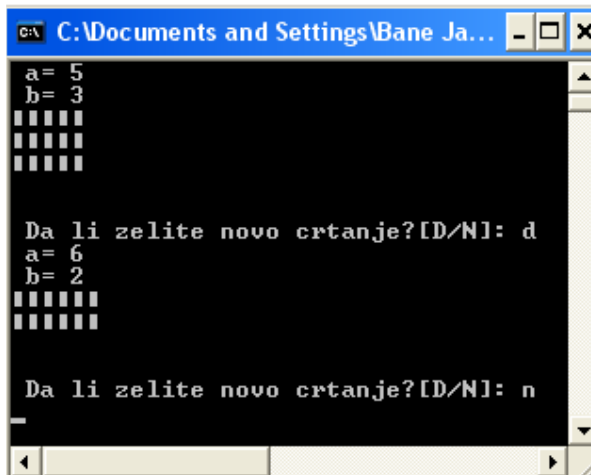 C:\Documents and Settings\Bane Ja...
a= 5
b= 3
▮▮▮▮▮
▮▮▮▮▮
▮▮▮▮▮
Da li zelite novo crtanje?[D/N]: d
a= 6
b= 2
▮▮▮▮▮▮
▮▮▮▮▮▮
Da li zelite novo crtanje?[D/N]: n